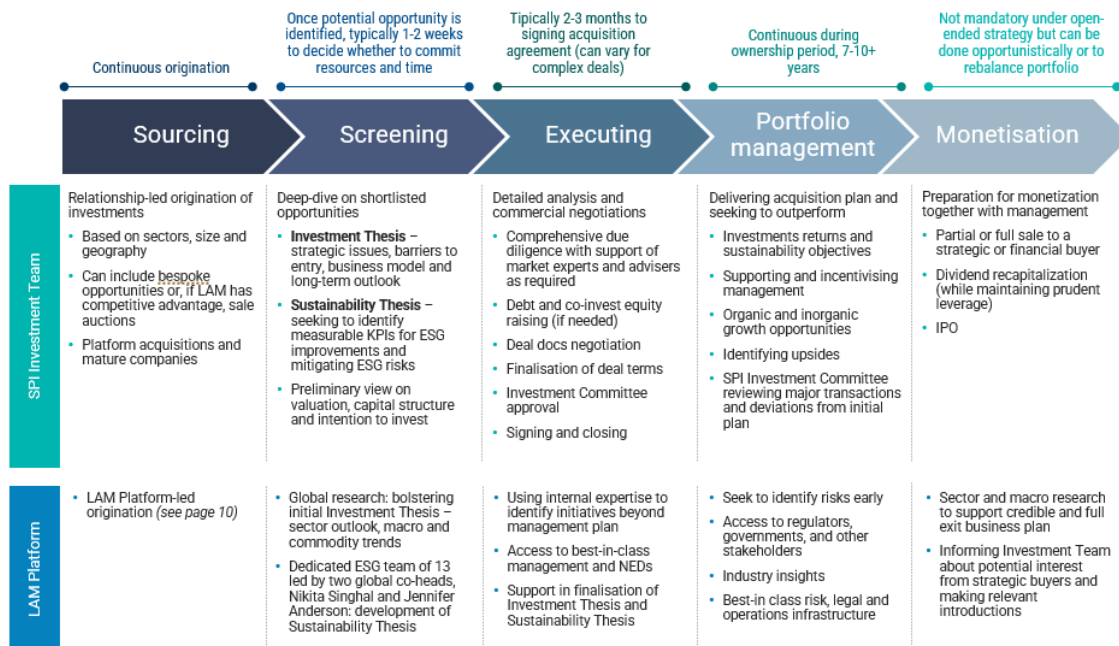 Continuous origination
Once potential opportunity is
identified, typically 1-2 weeks
to decide whether to commit
resources and time
Tipically 2-3 months to
signing acquisition
agreement (can vary for
complex deals)
Continuous during
ownership period, 7-10+
years
Not mandatory under open-
ended strategy but can be
done opportunistically or to
rebalance portfolio
Sourcing
Screening
Executing
Portfolio
management
Monetisation
SPI Investment Team
Relationship-led origination of
investments
• Based on sectors, size and
geography
• Can include bespoke
opportunities or, if LAM has
competitive advantage, sale
auctions
• Platform acquisitions and
mature companies
Deep-dive on shortlisted
opportunities
• Investment Thesis –
strategic issues, barriers to
entry, business model and
long-term outlook
• Sustainability Thesis –
seeking to identify
measurable KPIs for ESG
improvements and
mitigating ESG risks
• Preliminary view on
valuation, capital structure
and intention to invest
Detailed analysis and
commercial negotiations
• Comprehensive due
diligence with support of
market experts and advisers
as required
• Debt and co-invest equity
raising (if needed)
• Deal docs negotiation
• Finalisation of deal terms
• Investment Committee
approval
• Signing and closing
Delivering acquisition plan and
seeking to outperform
• Investments returns and
sustainability objectives
• Supporting and incentivising
management
• Organic and inorganic
growth opportunities
• Identifying upsides
• SPI Investment Committee
reviewing major transactions
and deviations from initial
plan
Preparation for monetization
together with management
• Partial or full sale to a
strategic or financial buyer
• Dividend recapitalization
(while maintaining prudent
leverage)
• IPO
LAM Platform
• LAM Platform-led
origination (see page 10)
• Global research: bolstering
initial Investment Thesis –
sector outlook, macro and
commodity trends
• Dedicated ESG team of 13
led by two global co-heads,
Nikita Singhal and Jennifer
Anderson: development of
Sustainability Thesis
• Using internal expertise to
identify initiatives beyond
management plan
• Access to best-in-class
management and NEDs
• Support in finalisation of
Investment Thesis and
Sustainability Thesis
• Seek to identify risks early
• Access to regulators,
governments, and other
stakeholders
• Industry insights
• Best-in class risk, legal and
operations infrastructure
• Sector and macro research
to support credible and full
exit business plan
• Informing Investment Team
about potential interest
from strategic buyers and
making relevant
introductions